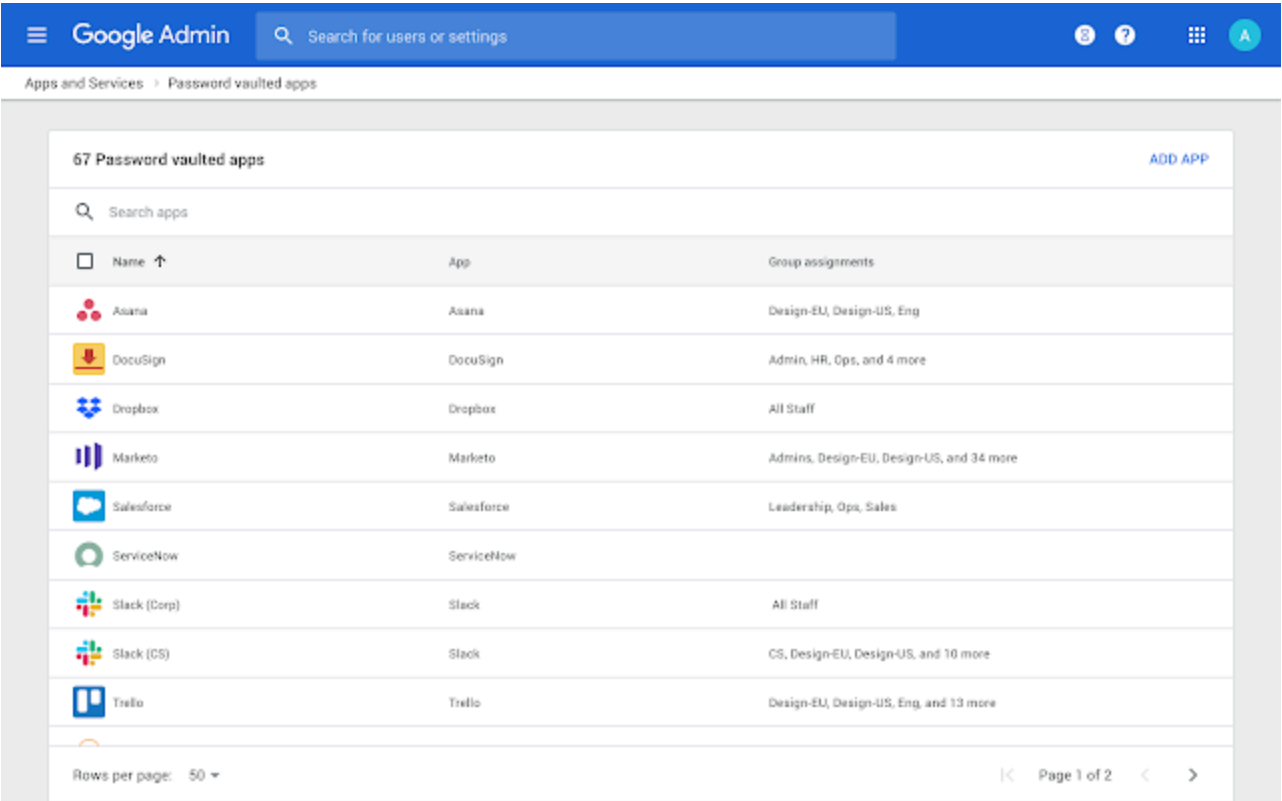 Google Admin Search for users or settings A
Apps and Services > Password vaulted apps
67 Password vaulted apps ADD APP
Search apps
Name ↑ App Group assignments
Asana Asana Design-EU, Design-US, Eng
DocuSign DocuSign Admin, HR, Ops, and 4 more
Dropbox Dropbox All Staff
Marketo Marketo Admins, Design-EU, Design-US, and 34 more
Salesforce Salesforce Leadership, Ops, Sales
ServiceNow ServiceNow
Slack (Corp) Slack All Staff
Slack (CS) Slack CS, Design-EU, Design-US, and 10 more
Trello Trello Design-EU, Design-US, Eng, and 13 more
Rows per page: 50 Page 1 of 2